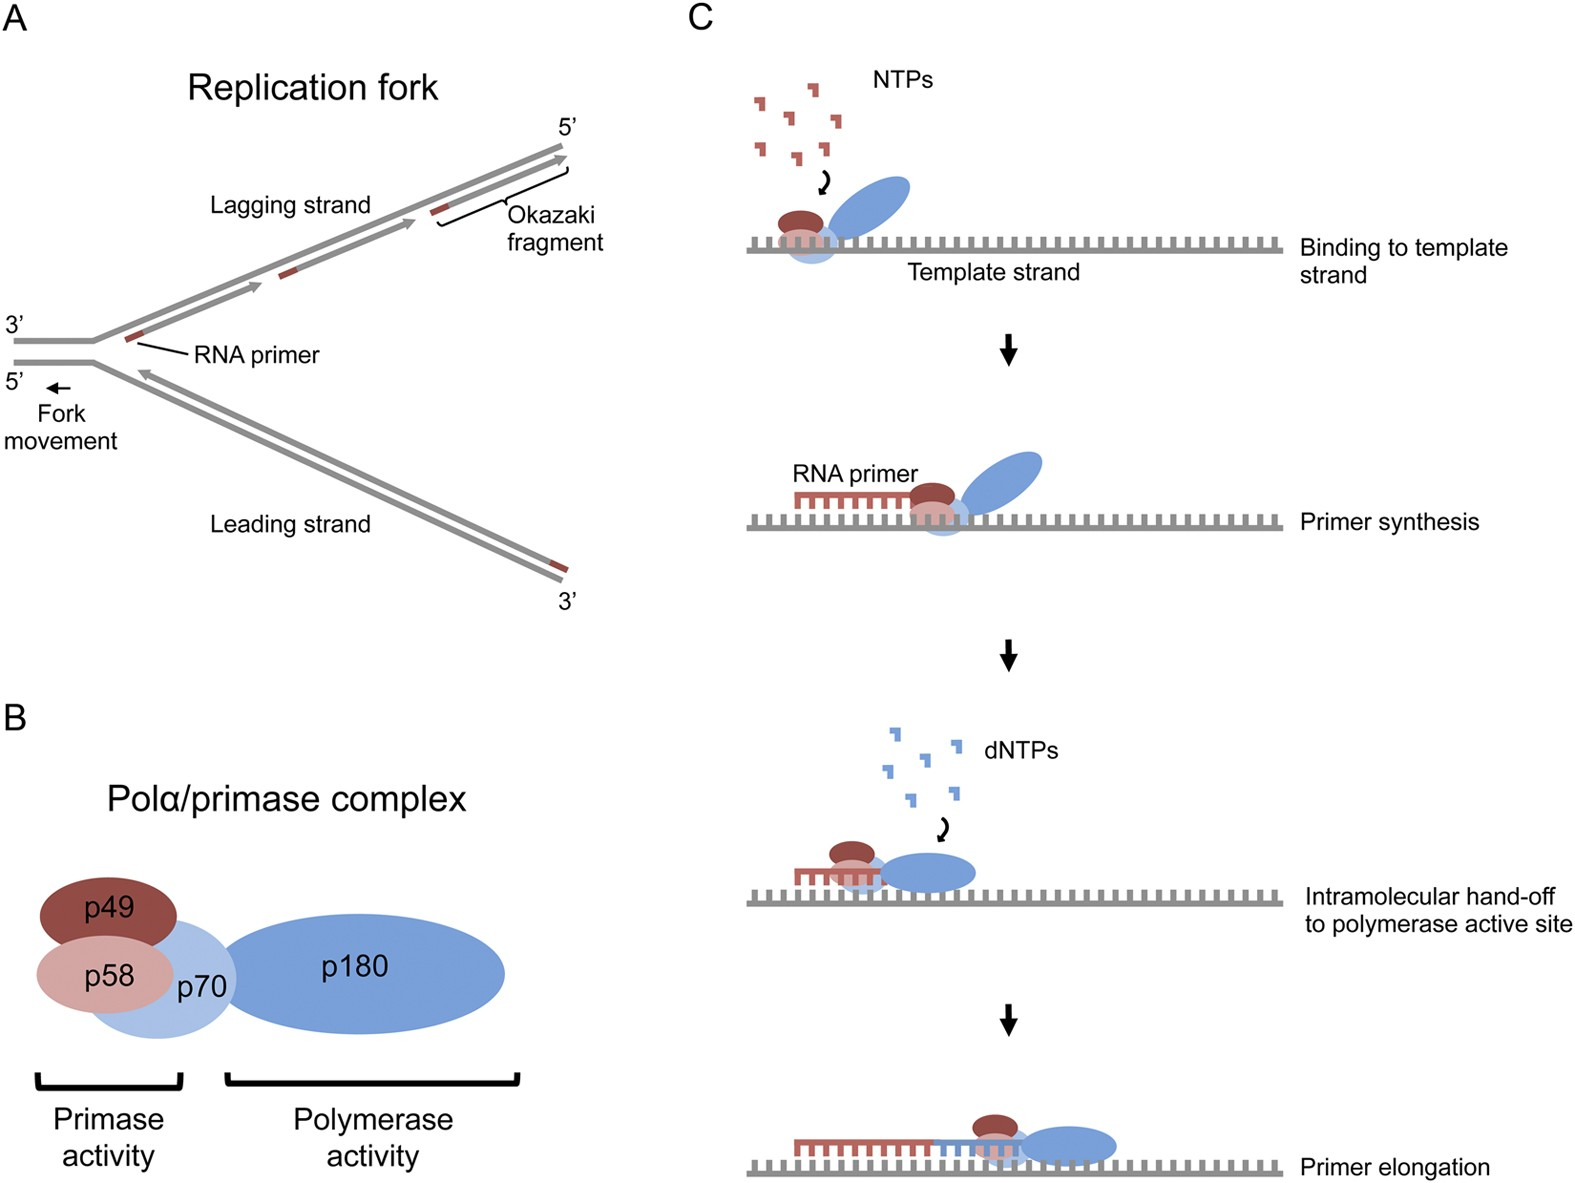 A
Replication fork
5’
Lagging strand
Okazaki
fragment
3’
RNA primer
5’
Fork
movement
Leading strand
3’
B
Polα/primase complex
p49
p58
p70
p180
Primase
activity
Polymerase
activity
C
NTPs
Template strand
Binding to template
strand
RNA primer
Primer synthesis
dNTPs
Intramolecular hand-off
to polymerase active site
Primer elongation